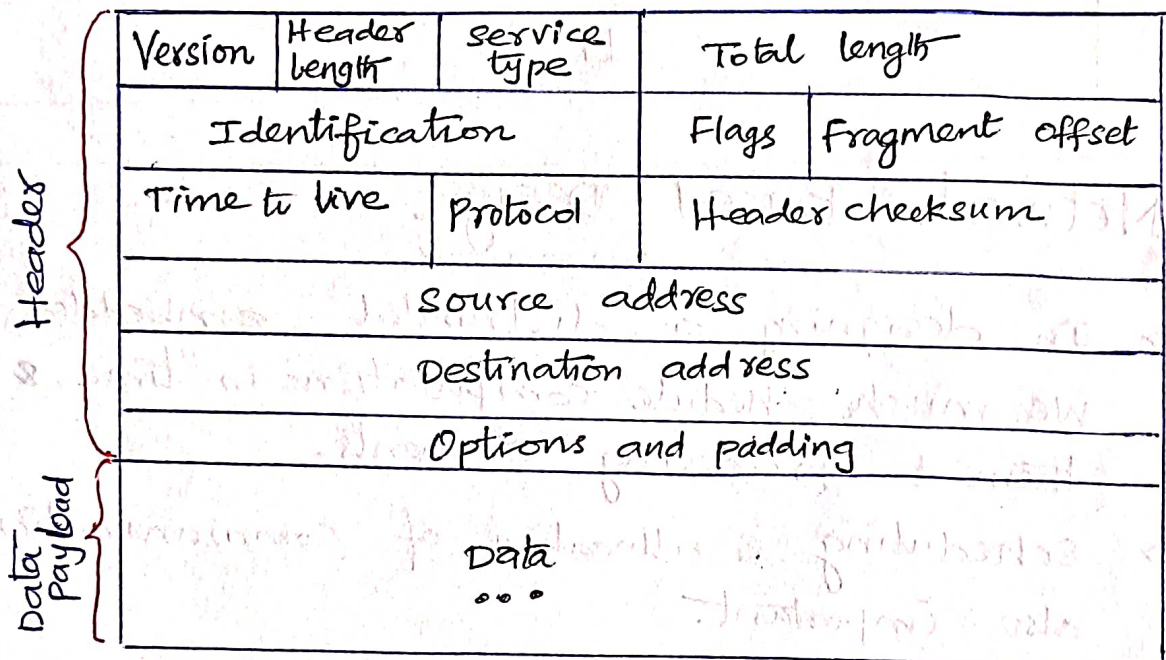 Version
Header
length
service
type
Total length
Identification
Flags
Fragment offset
Time to live
Protocol
Header checksum
Source address
Destination address
Options and padding
Data
...
Header
Data
Payload